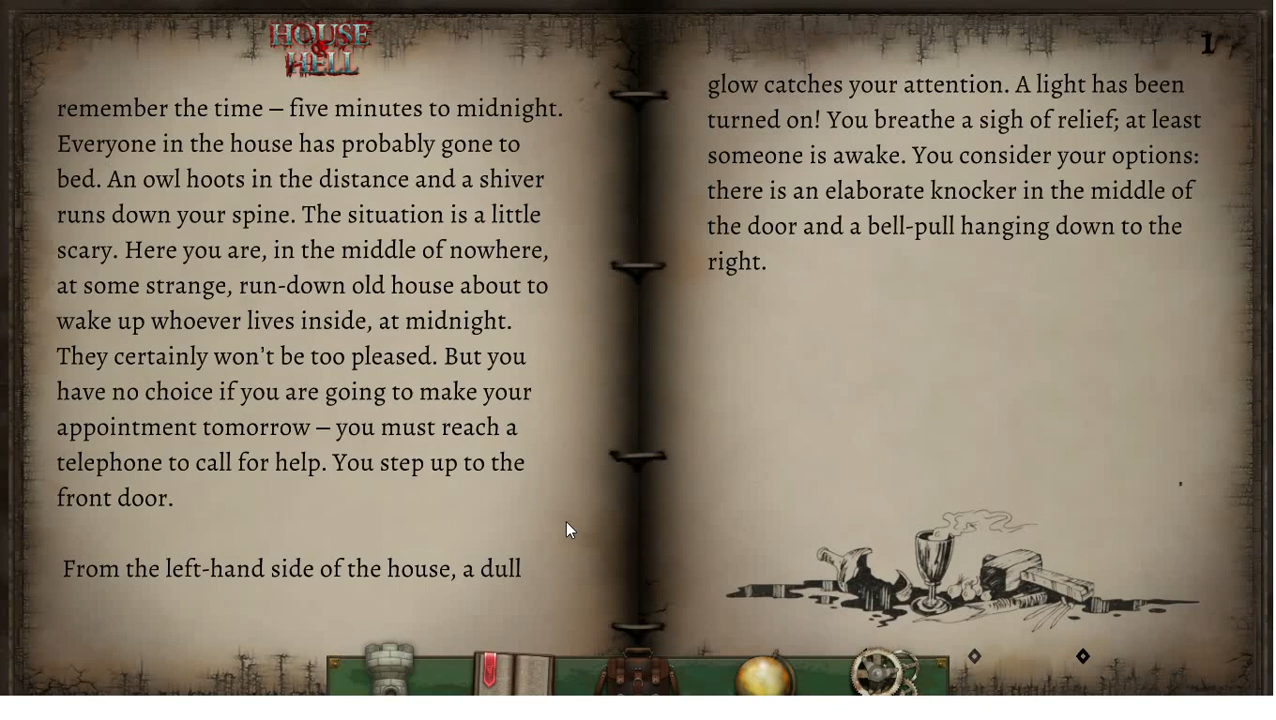 HOUSE
&
HELL
remember the time – five minutes to midnight.
Everyone in the house has probably gone to
bed. An owl hoots in the distance and a shiver
runs down your spine. The situation is a little
scary. Here you are, in the middle of nowhere,
at some strange, run-down old house about to
wake up whoever lives inside, at midnight.
They certainly won't be too pleased. But you
have no choice if you are going to make your
appointment tomorrow – you must reach a
telephone to call for help. You step up to the
front door.
From the left-hand side of the house, a dull
1
glow catches your attention. A light has been
turned on! You breathe a sigh of relief; at least
someone is awake. You consider your options:
there is an elaborate knocker in the middle of
the door and a bell-pull hanging down to the
right.